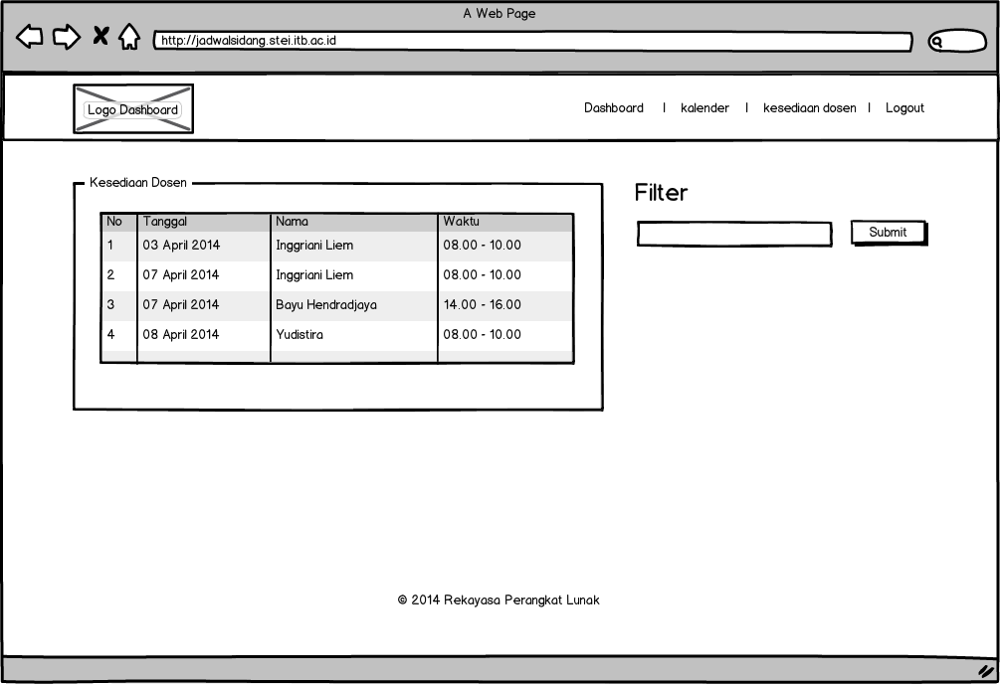 A Web Page
http://jadwalsidang.stei.itb.ac.id
Logo Dashboard
Dashboard | kalender | kesediaan dosen | Logout
Kesediaan Dosen
No Tanggal Nama Waktu
1 03 April 2014 Inggriani Liem 08.00 - 10.00
2 07 April 2014 Inggriani Liem 08.00 - 10.00
3 07 April 2014 Bayu Hendradjaya 14.00 - 16.00
4 08 April 2014 Yudistira 08.00 - 10.00
Filter
Submit
© 2014 Rekayasa Perangkat Lunak